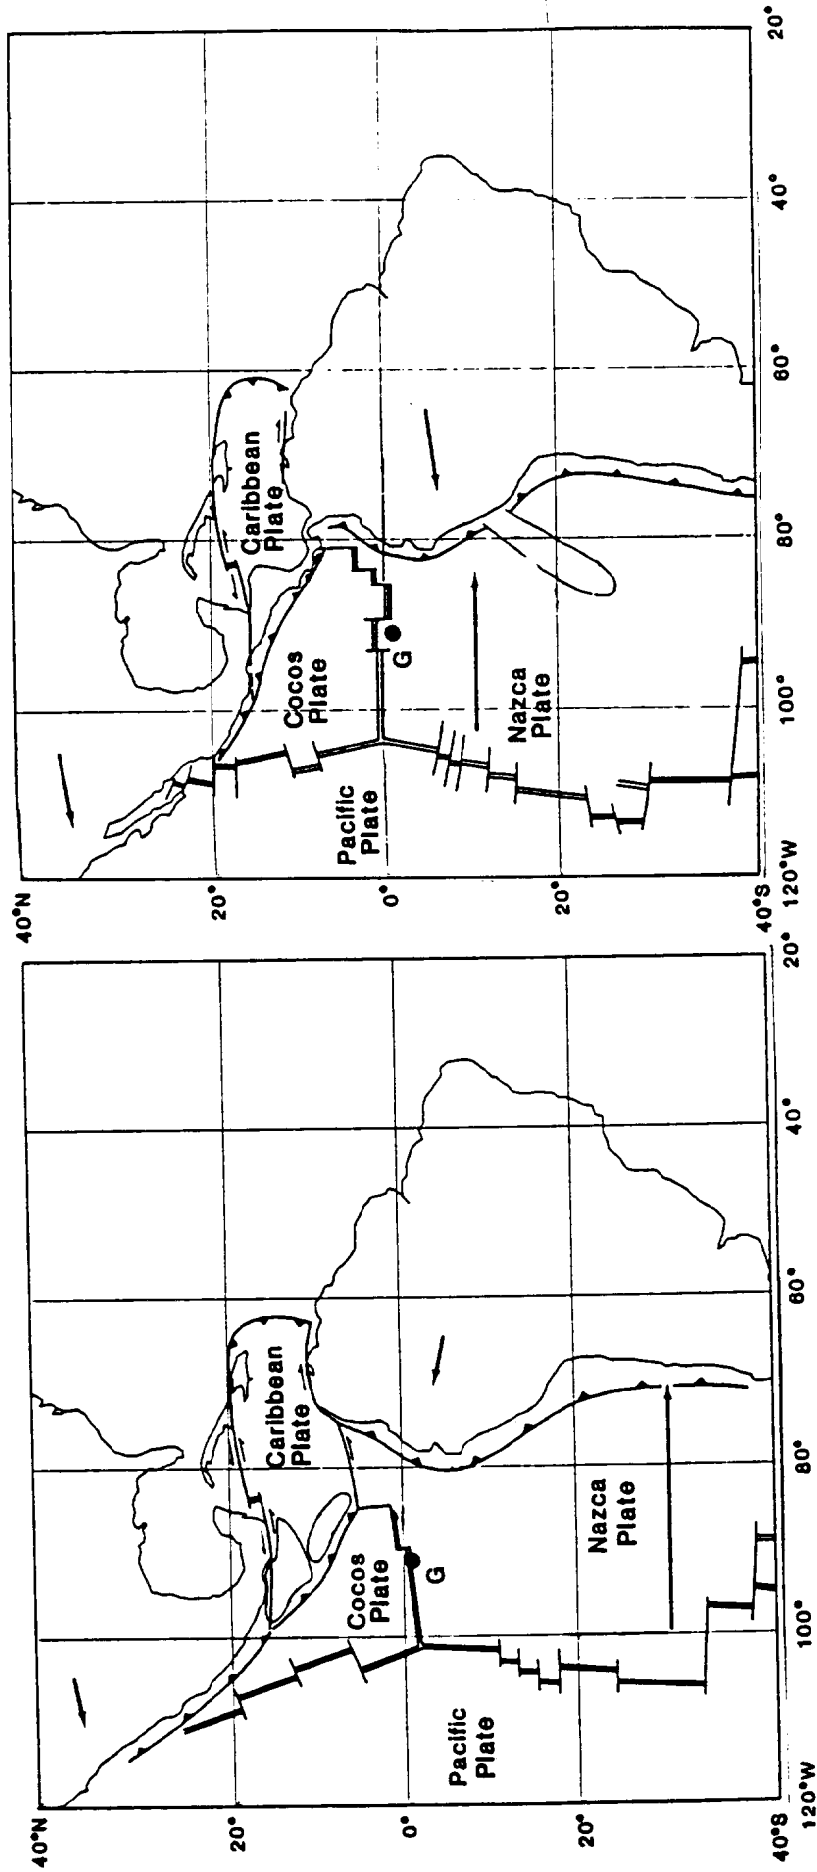 40°N
20°
0°
20°
40°S
Caribbean
Plate
Cocos
Plate
G
Pacific
Plate
Nazca
Plate
120°W
100°
80°
60°
40°
20°
40°N
20°
0°
20°
40°S
Caribbean
Plate
Cocos
Plate
G
Pacific
Plate
Nazca
Plate
120°W
100°
80°
60°
40°
20°